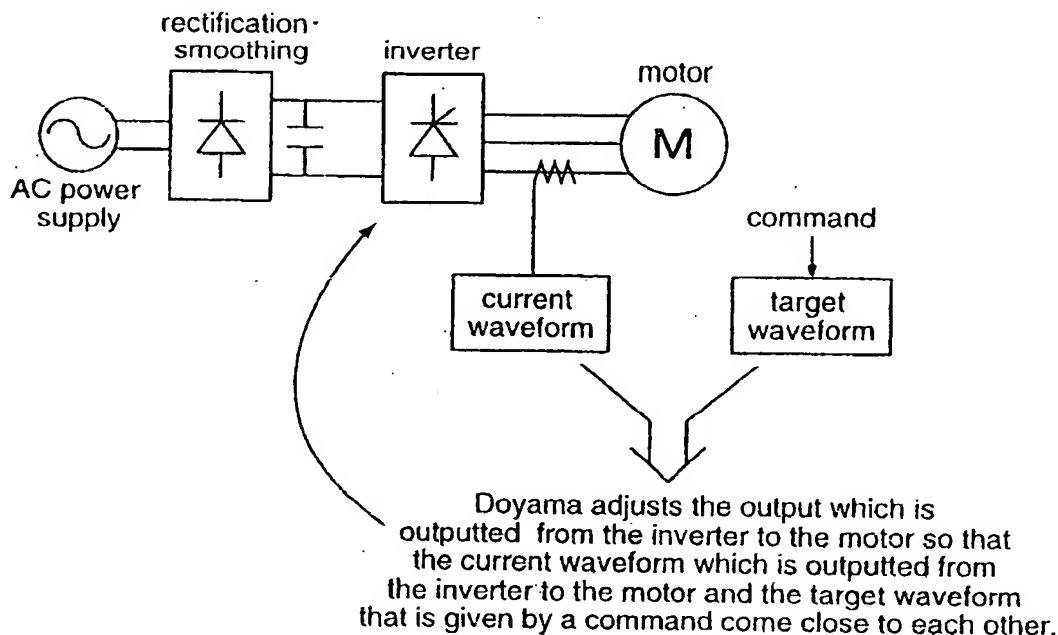 rectification·
smoothing
inverter
motor
M
AC power
supply
command
current
waveform
target
waveform
Doyama adjusts the output which is
outputted from the inverter to the motor so that
the current waveform which is outputted from
the inverter to the motor and the target waveform
that is given by a command come close to each other.